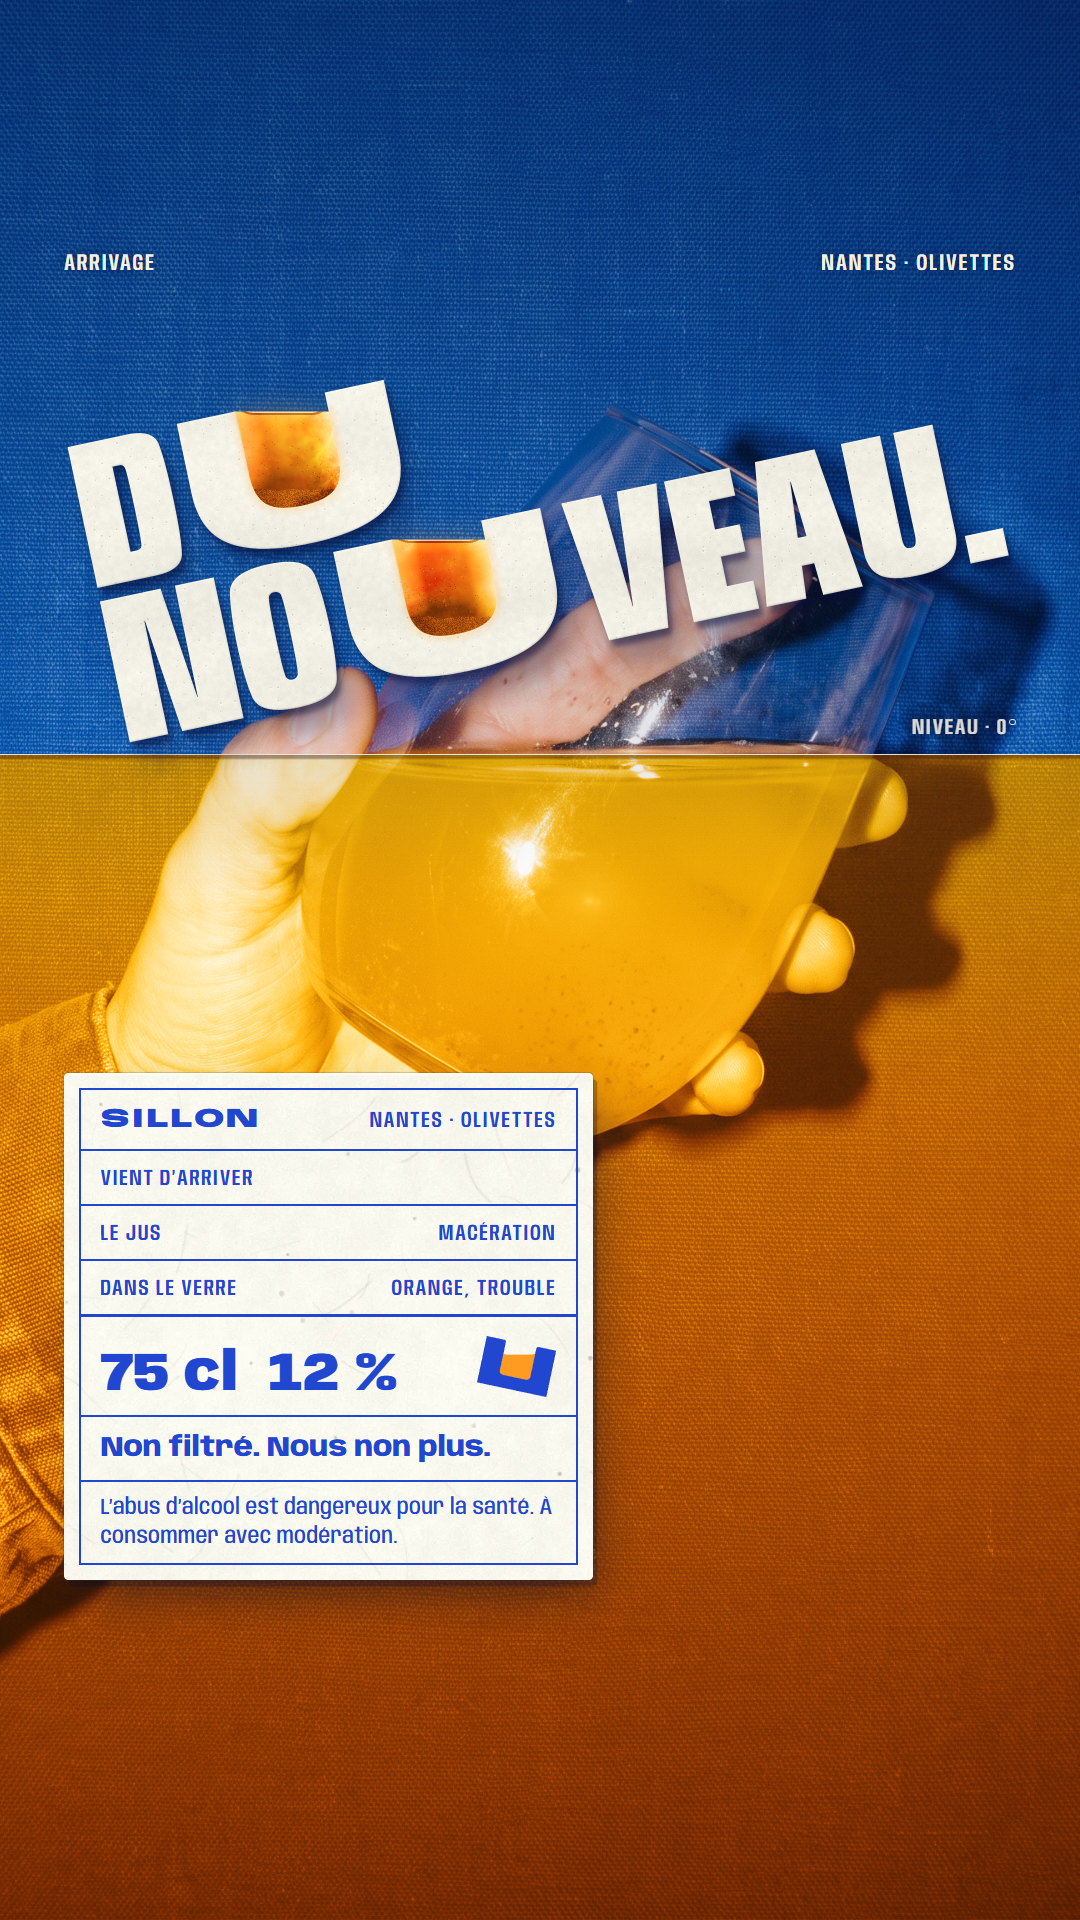 ARRIVAGE
NANTES · OLIVETTES
DU
NOUVEAU.
NIVEAU · 0°
SILLON
NANTES · OLIVETTES
VIENT D'ARRIVER
LE JUS
MACÉRATION
DANS LE VERRE
ORANGE, TROUBLE
75 cl 12 %
Non filtré. Nous non plus.
L'abus d'alcool est dangereux pour la santé. À
consommer avec modération.